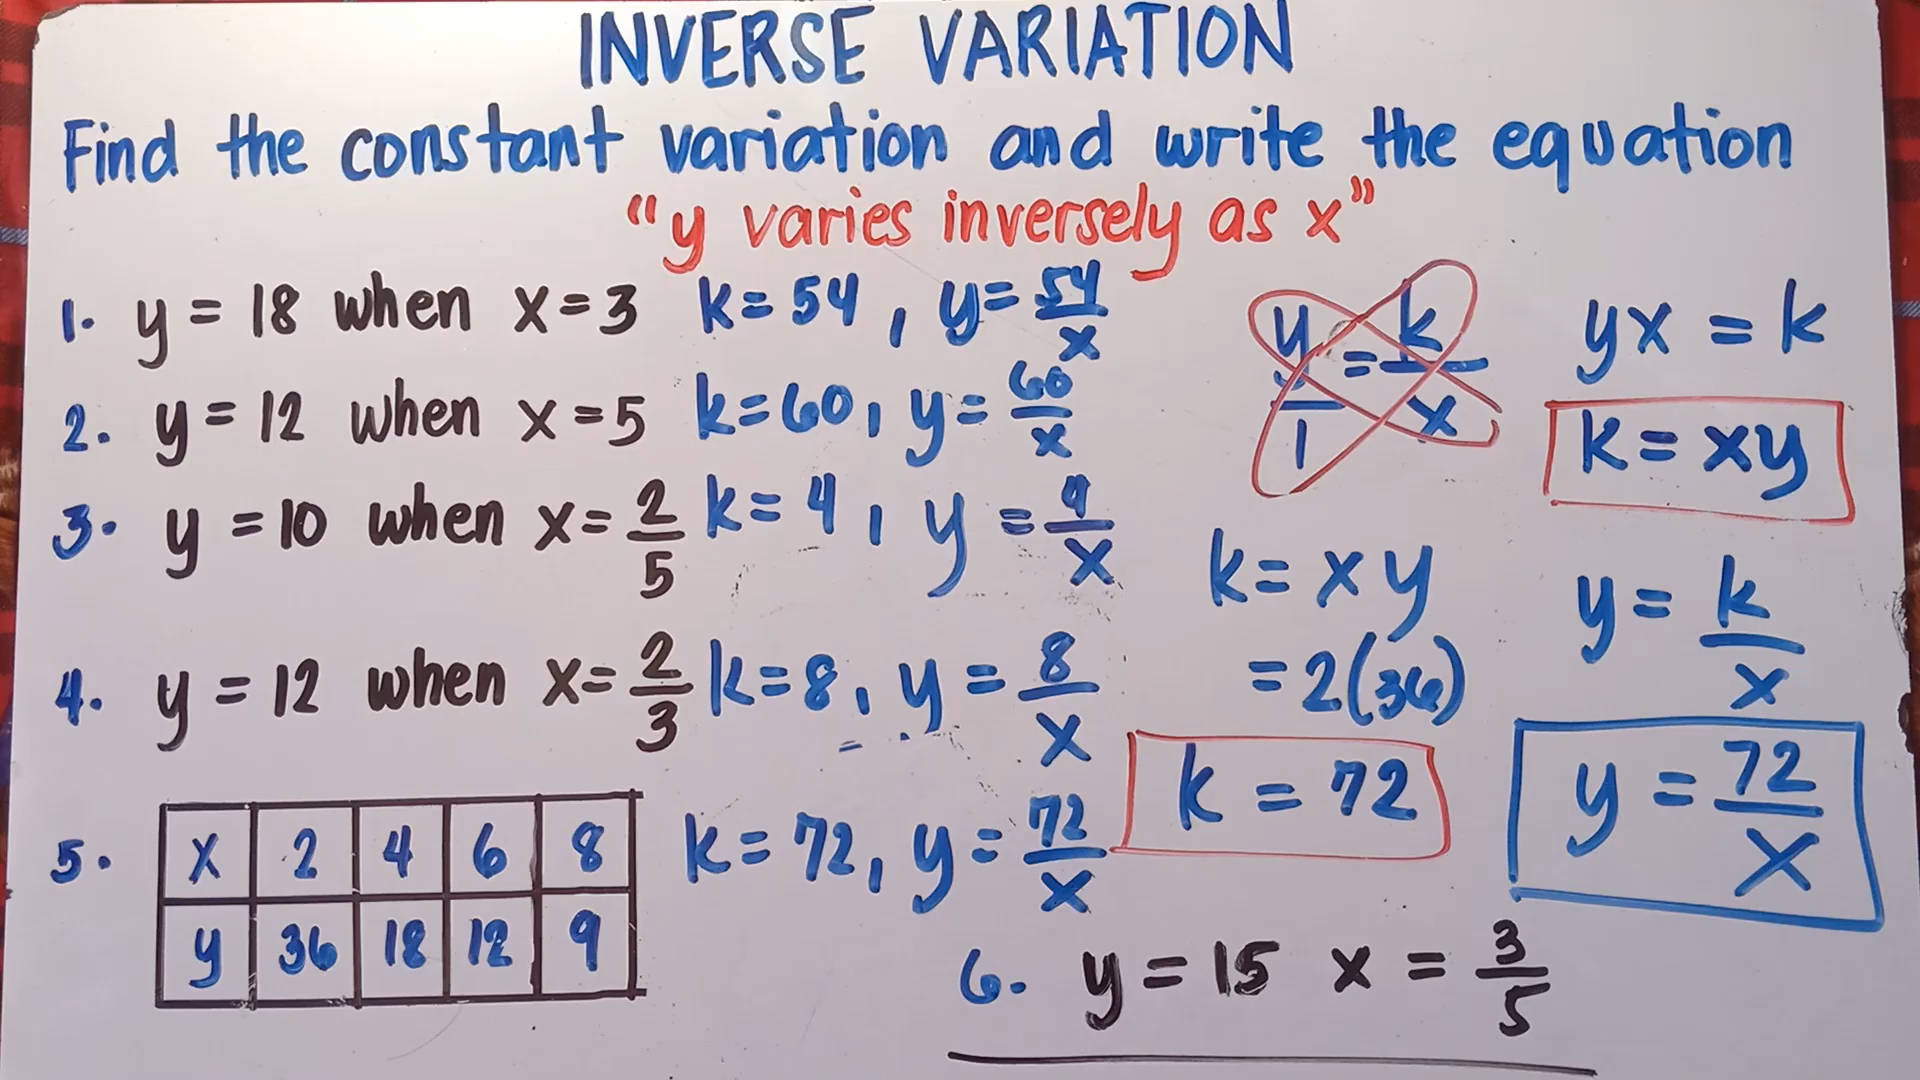 INVERSE VARIATION
Find the constant variation and write the equation
"y varies inversely as x"
1. y = 18 when x = 3 k = 54, y = 54/x
2. y = 12 when x = 5 k = 60, y = 60/x
3. y = 10 when x = 2/5 k = 4, y = 4/x
4. y = 12 when x = 2/3 k = 8, y = 8/x
5. x 2 4 6 8
y 36 18 12 9
k = 72, y = 72/x
y/1 = k/x
yx = k
k = xy
k = xy
= 2(36)
k = 72
y = k/x
y = 72/x
6. y = 15 x = 3/5